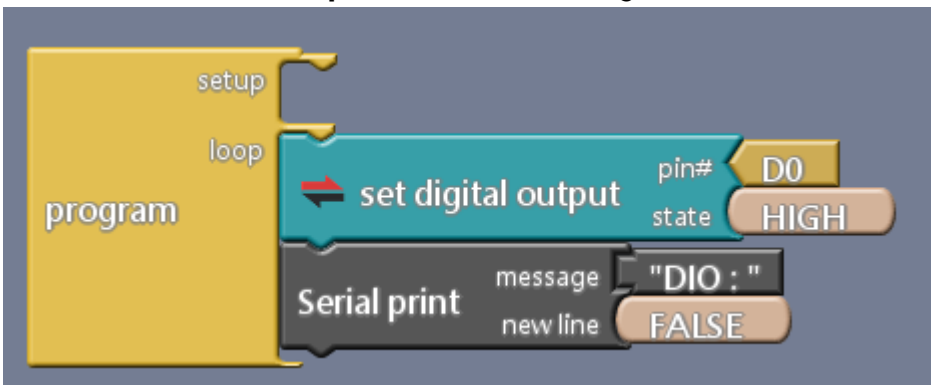 setup
loop
program
set digital output
pin# D0
state HIGH
Serial print
message "DIO : "
new line FALSE